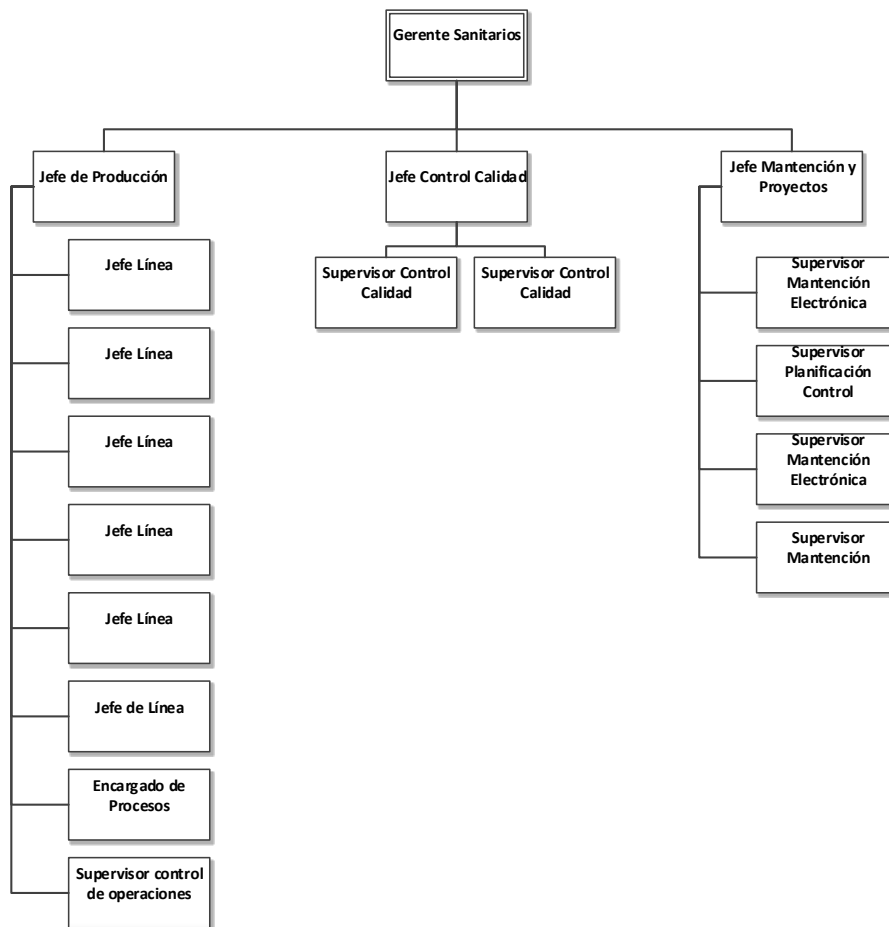 Gerente Sanitarios
Jefe de Producción
Jefe Control Calidad
Jefe Mantención y
Proyectos
Jefe Línea
Jefe Línea
Jefe Línea
Jefe Línea
Jefe Línea
Jefe de Línea
Encargado de
Procesos
Supervisor control
de operaciones
Supervisor Control
Calidad
Supervisor Control
Calidad
Supervisor
Mantención
Electrónica
Supervisor
Planificación
Control
Supervisor
Mantención
Electrónica
Supervisor
Mantención